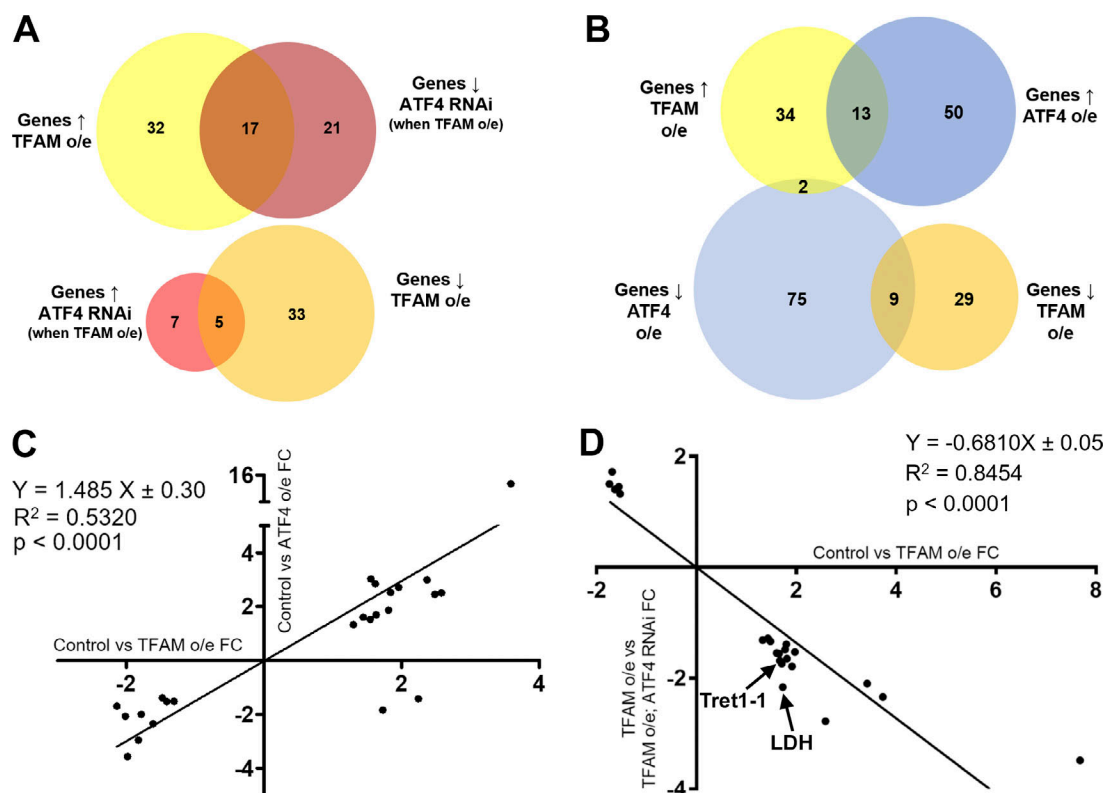 A
Genes ↑
TFAM o/e
32
17
21
Genes ↓
ATF4 RNAi
(when TFAM o/e)
Genes ↑
ATF4 RNAi
(when TFAM o/e)
7
5
33
Genes ↓
TFAM o/e
B
Genes ↑
TFAM
o/e
34
13
50
Genes ↑
ATF4 o/e
2
Genes ↓
ATF4
o/e
75
9
29
Genes ↓
TFAM
o/e
C
Y = 1.485 X ± 0.30
R² = 0.5320
p < 0.0001
Control vs ATF4 o/e FC
16
4
2
Control vs TFAM o/e FC
-2
2
4
-2
-4
D
Y = -0.6810X ± 0.05
R² = 0.8454
p < 0.0001
2
Control vs TFAM o/e FC
-2
2
4
6
8
TFAM o/e vs
TFAM o/e; ATF4 RNAi FC
-2
Tret1-1
LDH
-4